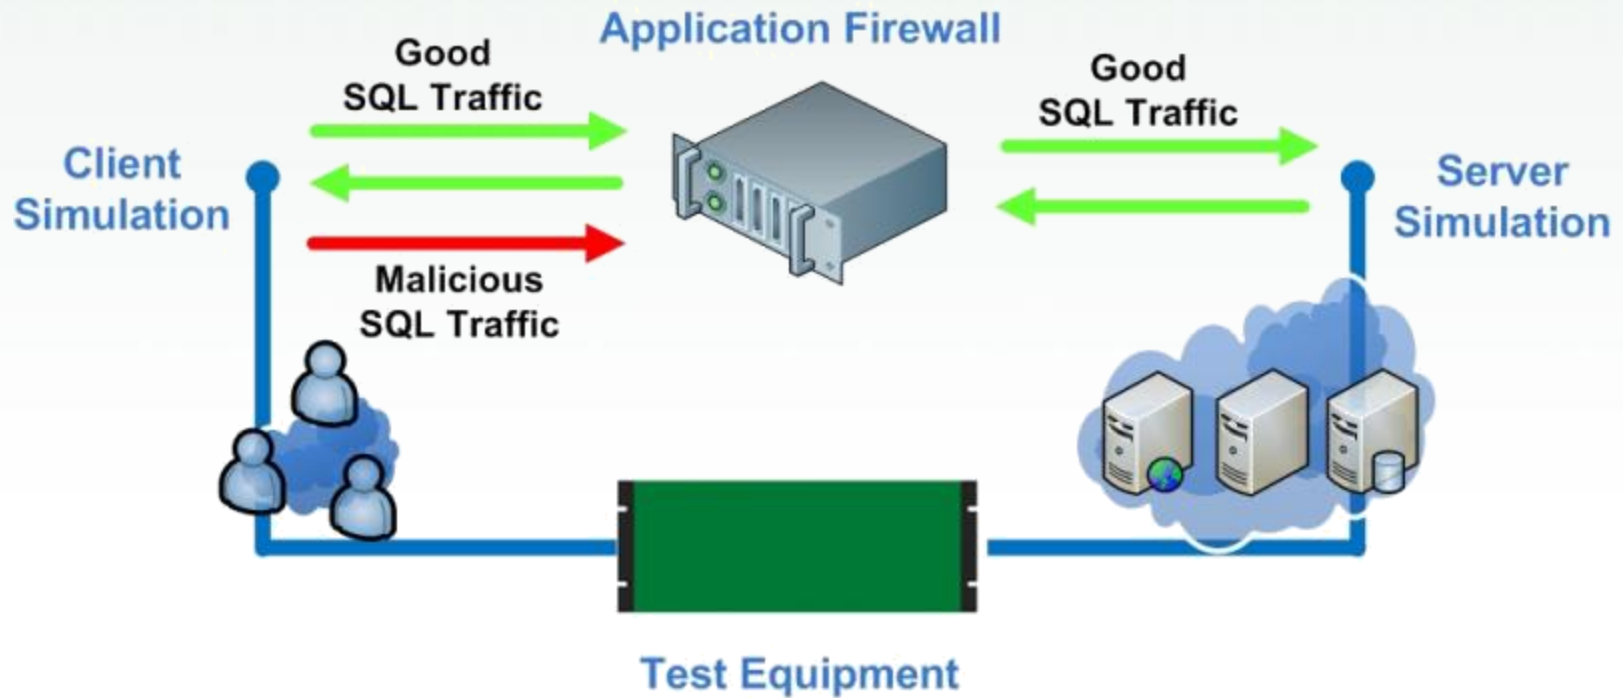 Application Firewall
Good
SQL Traffic
Good
SQL Traffic
Client
Simulation
Server
Simulation
Malicious
SQL Traffic
Test Equipment